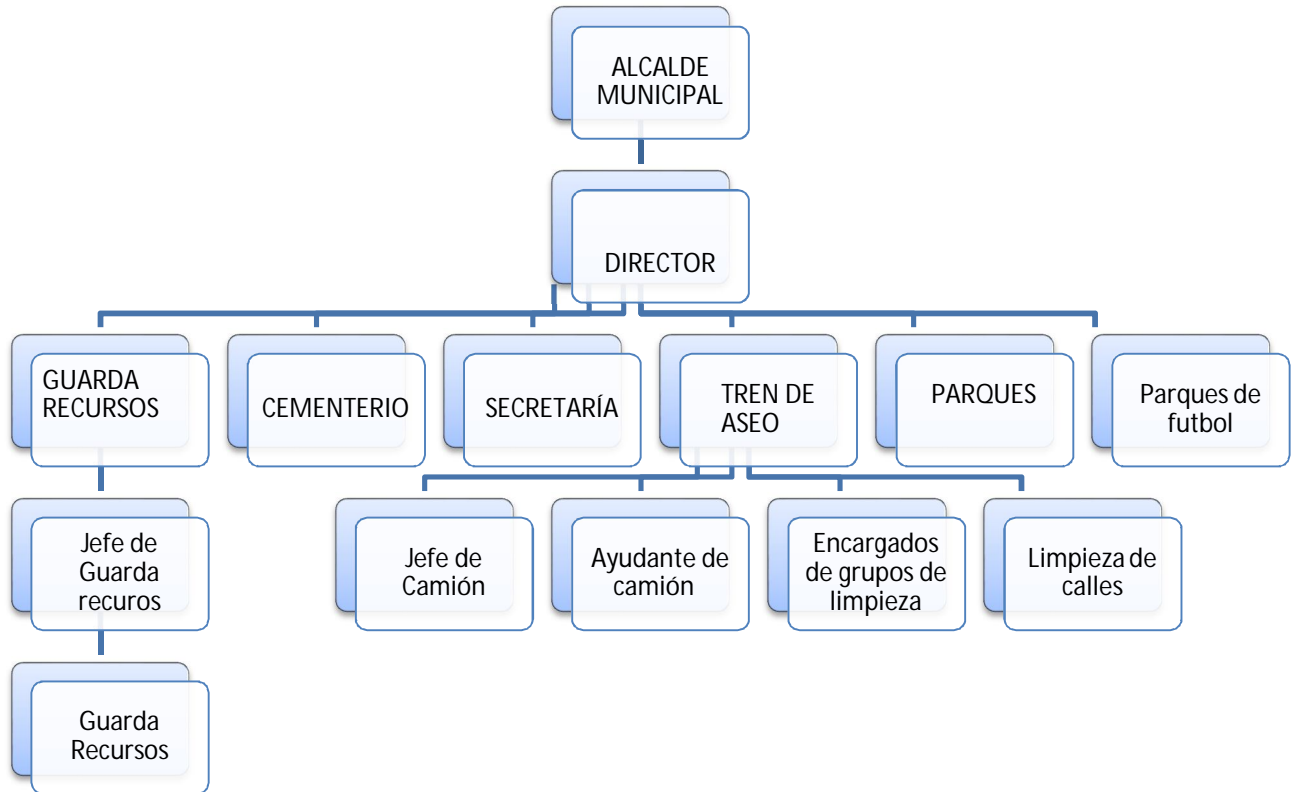 ALCALDE
MUNICIPAL
DIRECTOR
GUARDA
RECURSOS
CEMENTERIO
SECRETARÍA
TREN DE
ASEO
PARQUES
Parques de
futbol
Jefe de
Guarda
recuros
Jefe de
Camión
Ayudante de
camión
Encargados
de grupos de
limpieza
Limpieza de
calles
Guarda
Recursos